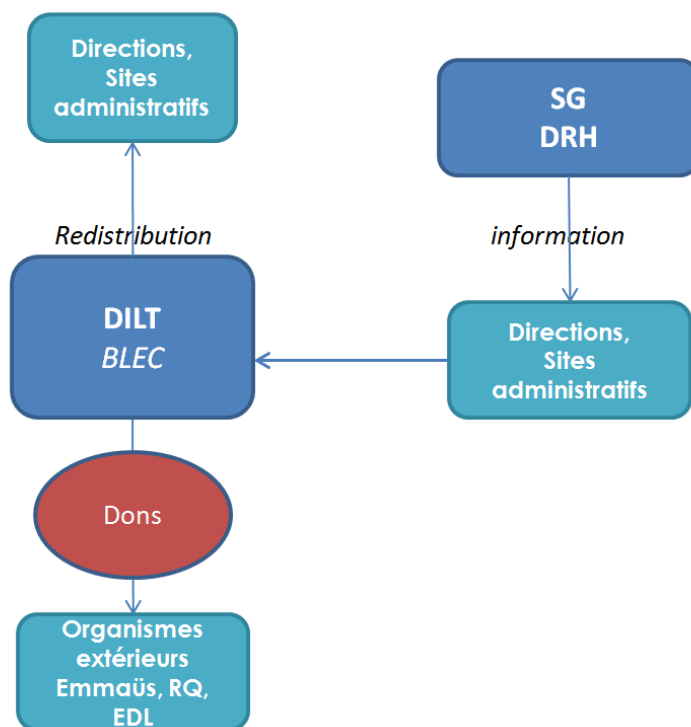 Directions,
Sites
administratifs
SG
DRH
Redistribution
information
DILT
BLEC
Directions,
Sites
administratifs
Dons
Organismes
extérieurs
Emmaüs, RQ,
EDL